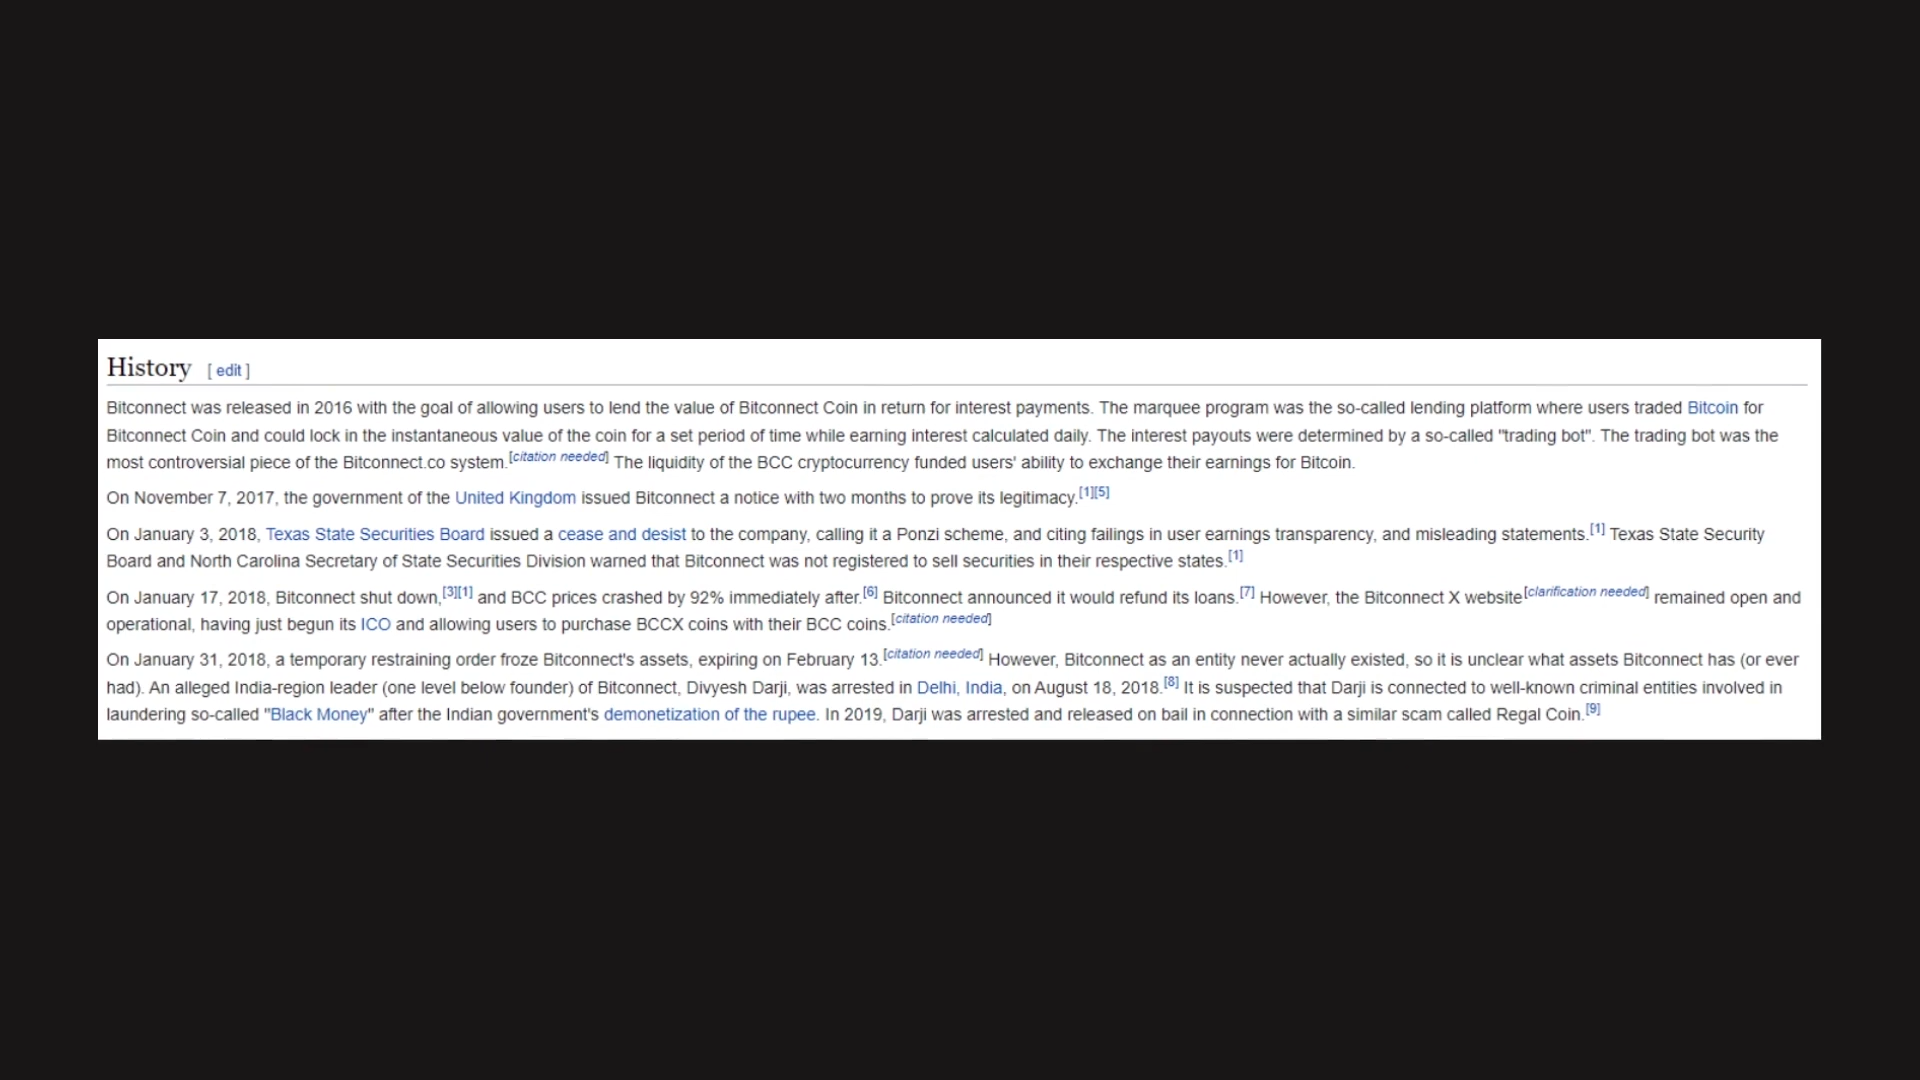 History [ edit ]
Bitconnect was released in 2016 with the goal of allowing users to lend the value of Bitconnect Coin in return for interest payments. The marquee program was the so-called lending platform where users traded Bitcoin for
Bitconnect Coin and could lock in the instantaneous value of the coin for a set period of time while earning interest calculated daily. The interest payouts were determined by a so-called "trading bot". The trading bot was the
most controversial piece of the Bitconnect.co system.[citation needed] The liquidity of the BCC cryptocurrency funded users' ability to exchange their earnings for Bitcoin.
On November 7, 2017, the government of the United Kingdom issued Bitconnect a notice with two months to prove its legitimacy.[1][5]
On January 3, 2018, Texas State Securities Board issued a cease and desist to the company, calling it a Ponzi scheme, and citing failings in user earnings transparency, and misleading statements.[1] Texas State Security
Board and North Carolina Secretary of State Securities Division warned that Bitconnect was not registered to sell securities in their respective states.[1]
On January 17, 2018, Bitconnect shut down,[3][1] and BCC prices crashed by 92% immediately after.[6] Bitconnect announced it would refund its loans.[7] However, the Bitconnect X website[clarification needed] remained open and
operational, having just begun its ICO and allowing users to purchase BCCX coins with their BCC coins.[citation needed]
On January 31, 2018, a temporary restraining order froze Bitconnect's assets, expiring on February 13.[citation needed] However, Bitconnect as an entity never actually existed, so it is unclear what assets Bitconnect has (or ever
had). An alleged India-region leader (one level below founder) of Bitconnect, Divyesh Darji, was arrested in Delhi, India, on August 18, 2018.[8] It is suspected that Darji is connected to well-known criminal entities involved in
laundering so-called "Black Money" after the Indian government's demonetization of the rupee. In 2019, Darji was arrested and released on bail in connection with a similar scam called Regal Coin.[9]